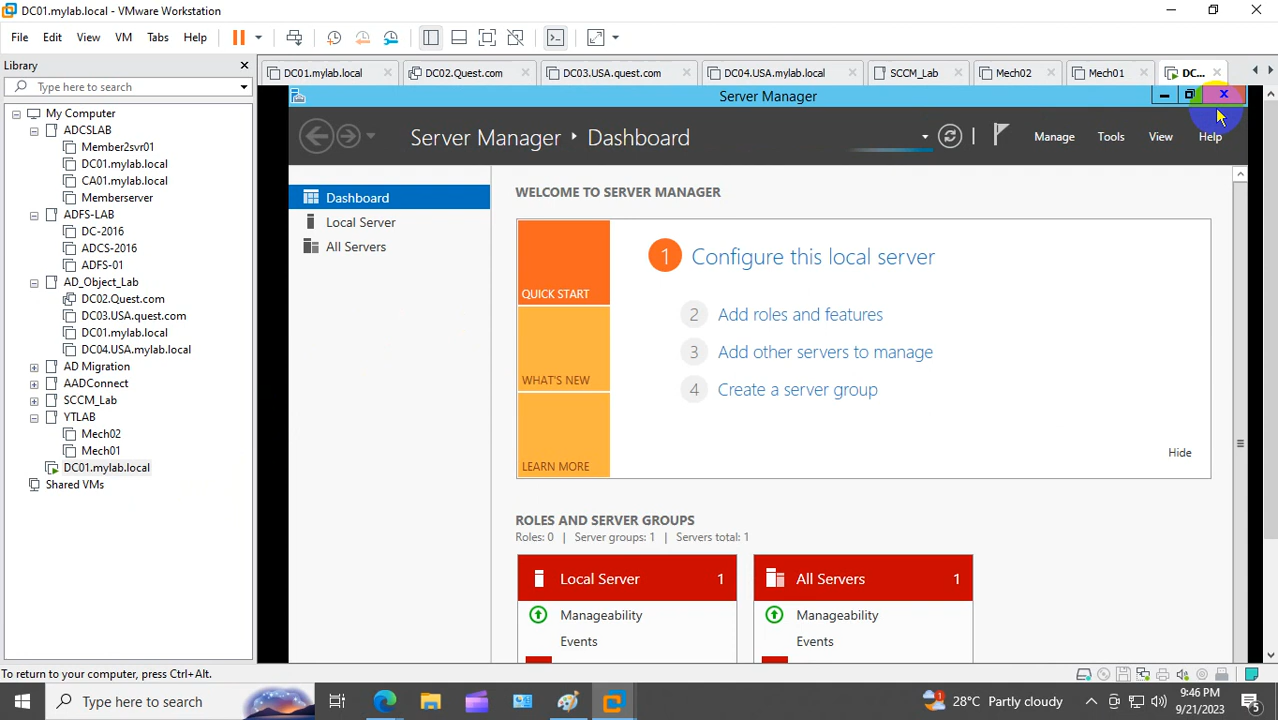 DC01.mylab.local - VMware Workstation
File Edit View VM Tabs Help
Library
Type here to search
My Computer
ADCSLAB
Member2svr01
DC01.mylab.local
CA01.mylab.local
Memberserver
ADFS-LAB
DC-2016
ADCS-2016
ADFS-01
AD_Object_Lab
DC02.Quest.com
DC03.USA.quest.com
DC01.mylab.local
DC04.USA.mylab.local
AD Migration
AADConnect
SCCM_Lab
YTLAB
Mech02
Mech01
DC01.mylab.local
Shared VMs
DC01.mylab.local DC02.Quest.com DC03.USA.quest.com DC04.USA.mylab.local SCCM_Lab Mech02 Mech01 DC...
Server Manager
Server Manager Dashboard
Manage Tools View Help
Dashboard
Local Server
All Servers
WELCOME TO SERVER MANAGER
QUICK START
WHAT'S NEW
LEARN MORE
1 Configure this local server
2 Add roles and features
3 Add other servers to manage
4 Create a server group
Hide
ROLES AND SERVER GROUPS
Roles: 0 | Server groups: 1 | Servers total: 1
Local Server 1
Manageability
Events
All Servers 1
Manageability
Events
To return to your computer, press Ctrl+Alt.
Type here to search
1
28°C Partly cloudy
9:46 PM
9/21/2023
5